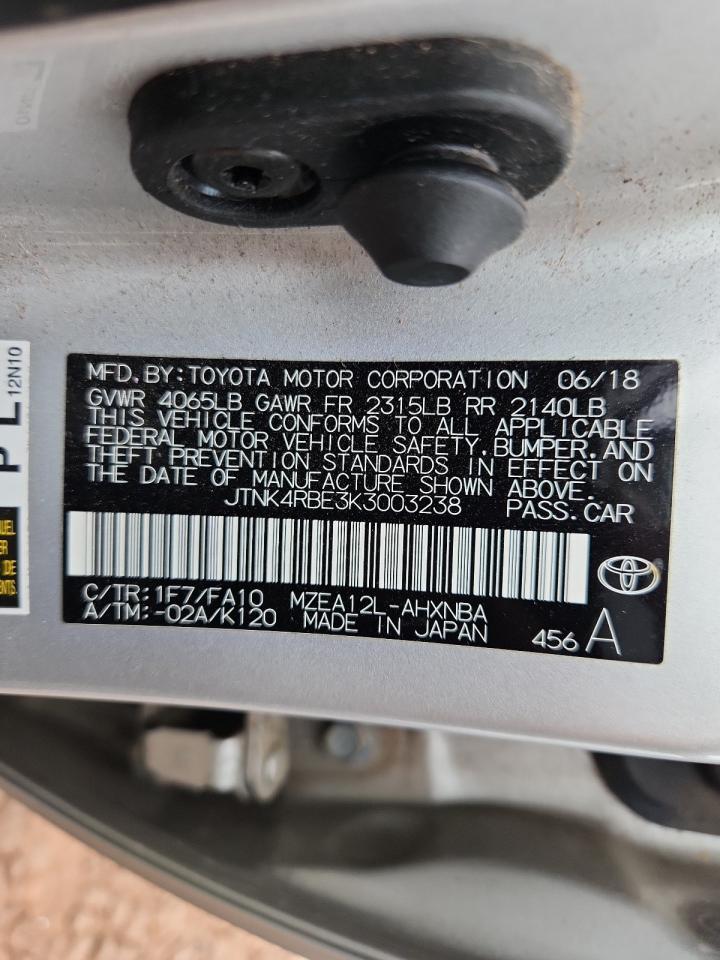 MFD.BY:TOYOTA MOTOR CORPORATION 06/18
GVWR 4065LB GAWR FR 2315LB RR 2140LB
THIS VEHICLE CONFORMS TO ALL APPLICABLE
FEDERAL MOTOR VEHICLE SAFETY,BUMPER,AND
THEFT PREVENTION STANDARDS IN EFFECT ON
THE DATE OF MANUFACTURE SHOWN ABOVE.
JTNK4RBE3K3003238 PASS.CAR
C/TR:1F7/FA10 MZEA12L-AHXNBA
A/TM:-02A/K120 MADE IN JAPAN 456 A
P L
12N10
DE